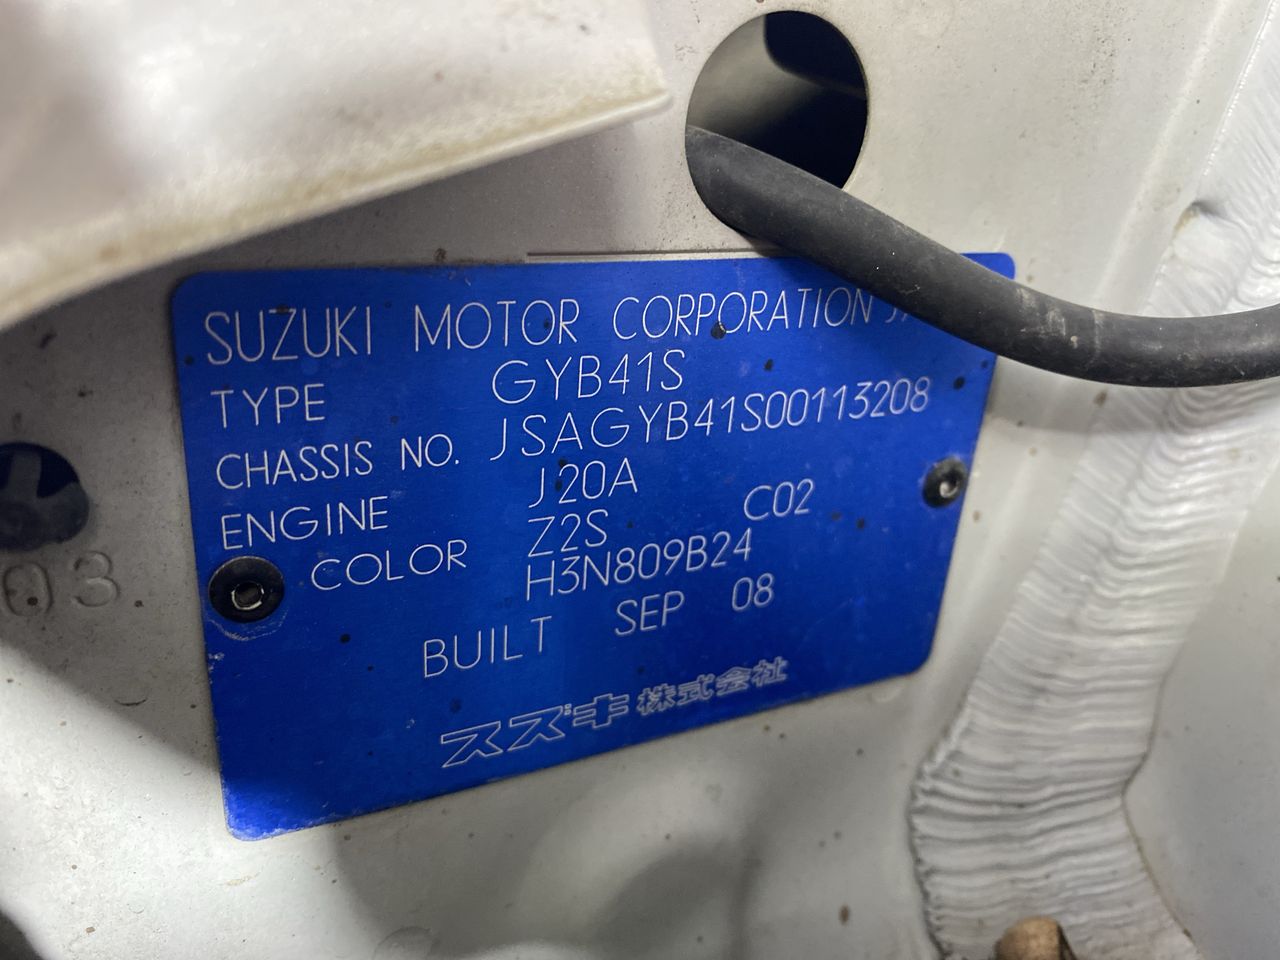 SUZUKI MOTOR CORPORATION
TYPE GYB41S
CHASSIS NO. JSAGYB41S00113208
ENGINE J20A
COLOR Z2S C02
H3N809B24
BUILT SEP 08
スズキ株式会社
03